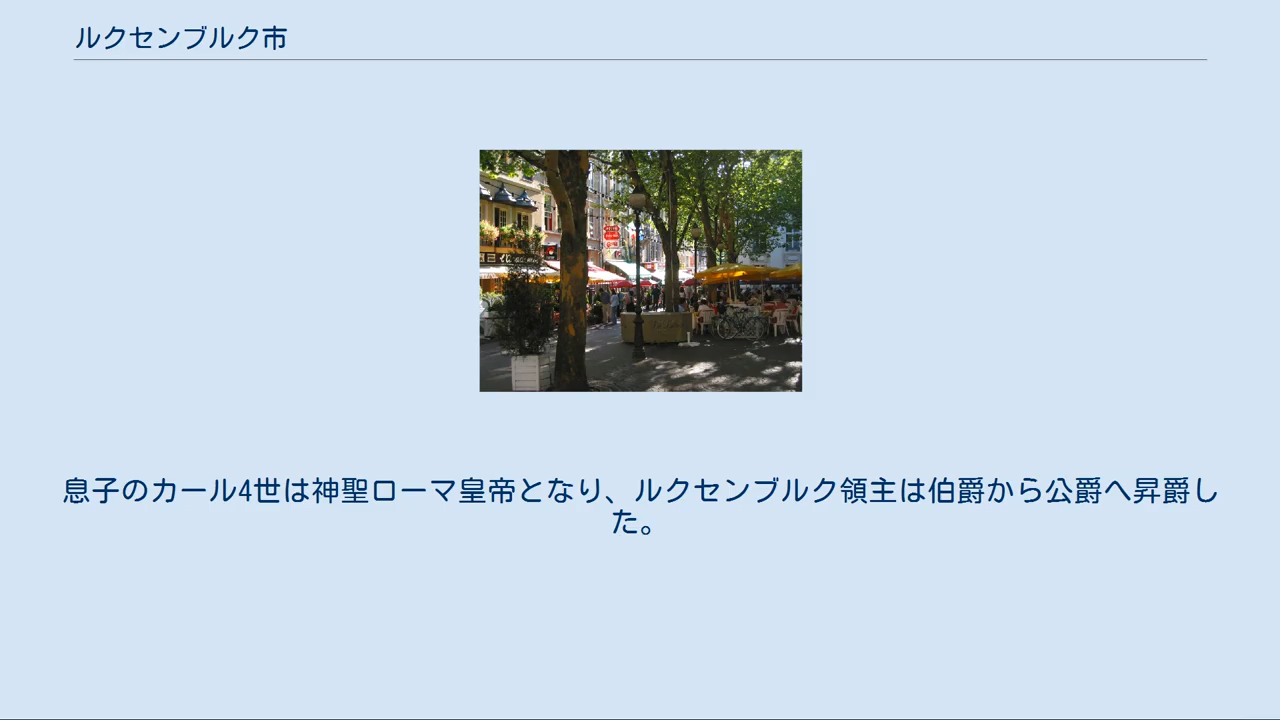 ルクセンブルク市
息子のカール4世は神聖ローマ皇帝となり、ルクセンブルク領主は伯爵から公爵へ昇爵し
た。